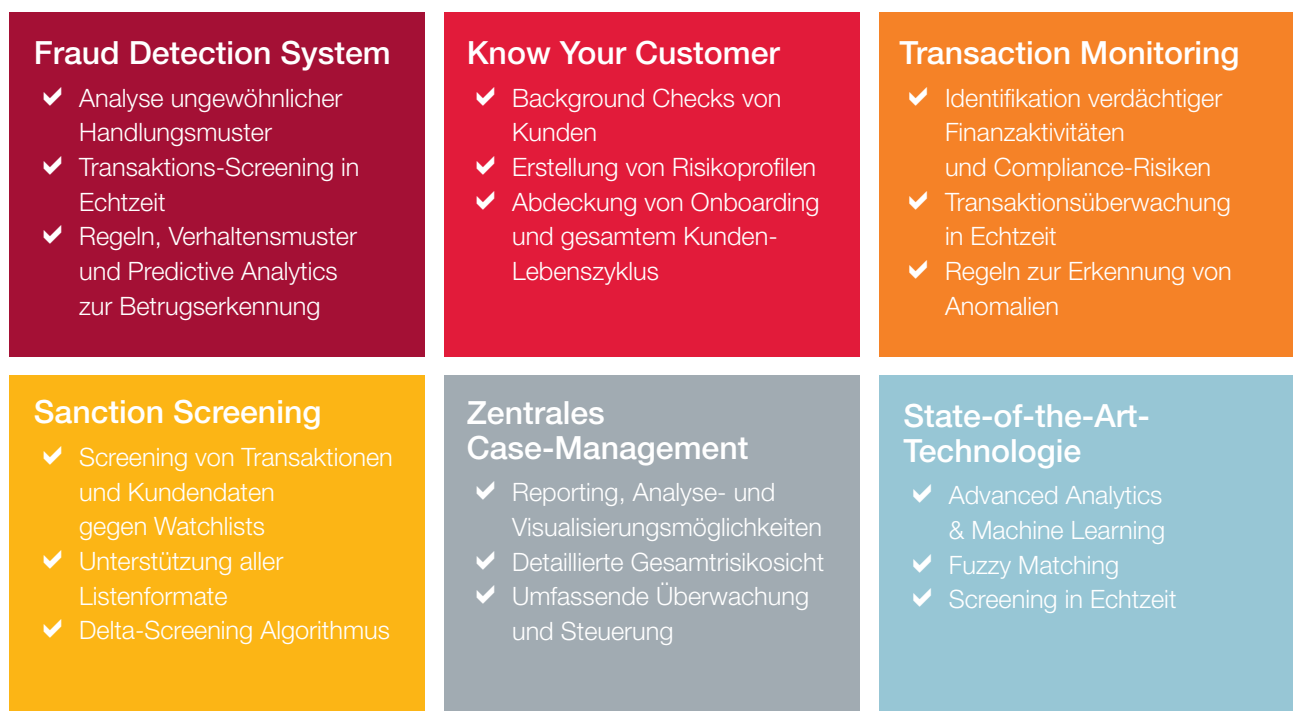 Fraud Detection System
Analyse ungewöhnlicher
Handlungsmuster
Transaktions-Screening in
Echtzeit
Regeln, Verhaltensmuster
und Predictive Analytics
zur Betrugserkennung
Know Your Customer
Background Checks von
Kunden
Erstellung von Risikoprofilen
Abdeckung von Onboarding
und gesamtem Kunden-
Lebenszyklus
Transaction Monitoring
Identifikation verdächtiger
Finanzaktivitäten
und Compliance-Risiken
Transaktionsüberwachung
in Echtzeit
Regeln zur Erkennung von
Anomalien
Sanction Screening
Screening von Transaktionen
und Kundendaten
gegen Watchlists
Unterstützung aller
Listenformate
Delta-Screening Algorithmus
Zentrales
Case-Management
Reporting, Analyse- und
Visualisierungsmöglichkeiten
Detaillierte Gesamtrisikosicht
Umfassende Überwachung
und Steuerung
State-of-the-Art-
Technologie
Advanced Analytics
& Machine Learning
Fuzzy Matching
Screening in Echtzeit